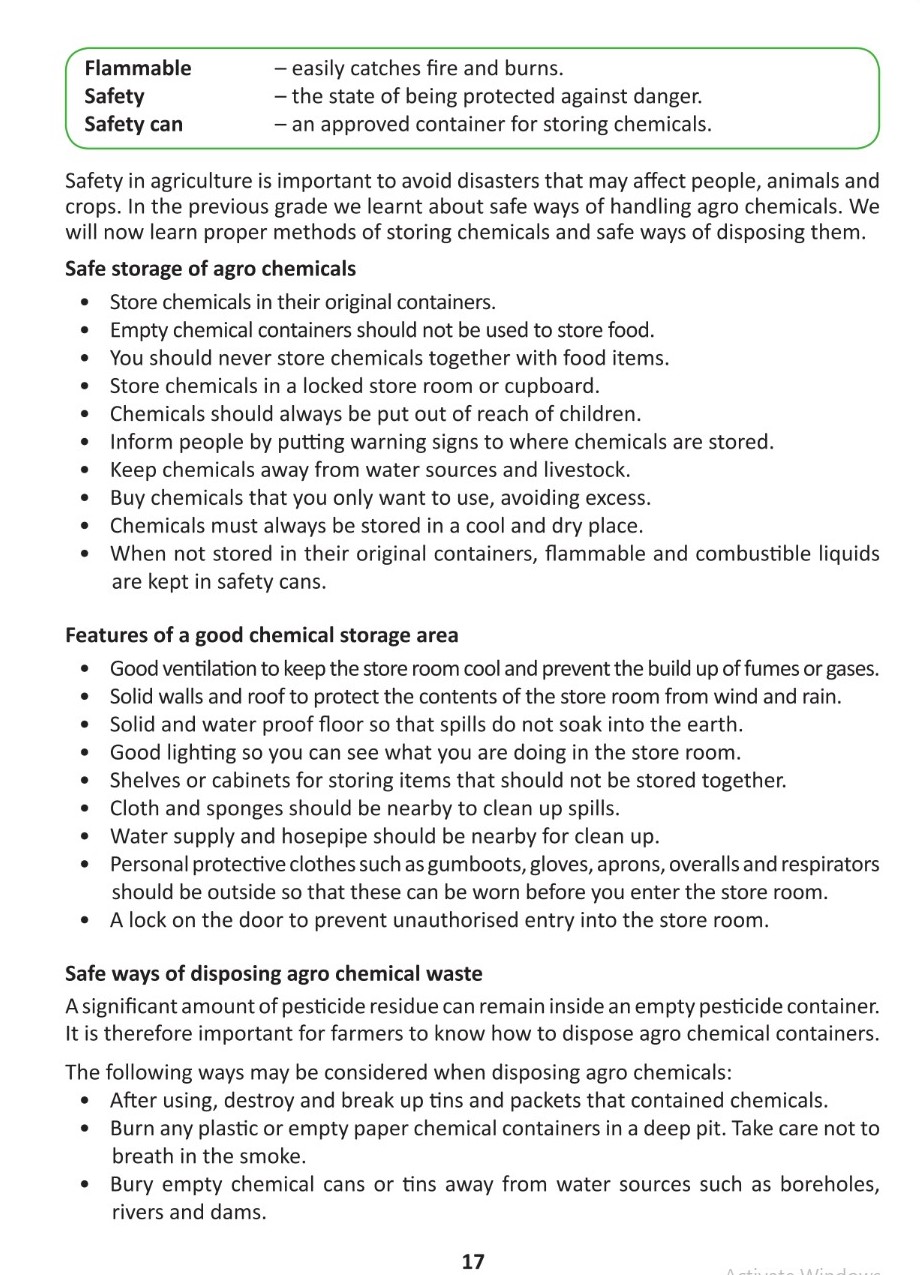 Flammable – easily catches fire and burns.
Safety – the state of being protected against danger.
Safety can – an approved container for storing chemicals.
Safety in agriculture is important to avoid disasters that may affect people, animals and
crops. In the previous grade we learnt about safe ways of handling agro chemicals. We
will now learn proper methods of storing chemicals and safe ways of disposing them.
Safe storage of agro chemicals
• Store chemicals in their original containers.
• Empty chemical containers should not be used to store food.
• You should never store chemicals together with food items.
• Store chemicals in a locked store room or cupboard.
• Chemicals should always be put out of reach of children.
• Inform people by putting warning signs to where chemicals are stored.
• Keep chemicals away from water sources and livestock.
• Buy chemicals that you only want to use, avoiding excess.
• Chemicals must always be stored in a cool and dry place.
• When not stored in their original containers, flammable and combustible liquids
are kept in safety cans.
Features of a good chemical storage area
• Good ventilation to keep the store room cool and prevent the build up of fumes or gases.
• Solid walls and roof to protect the contents of the store room from wind and rain.
• Solid and water proof floor so that spills do not soak into the earth.
• Good lighting so you can see what you are doing in the store room.
• Shelves or cabinets for storing items that should not be stored together.
• Cloth and sponges should be nearby to clean up spills.
• Water supply and hosepipe should be nearby for clean up.
• Personal protective clothes such as gumboots, gloves, aprons, overalls and respirators
should be outside so that these can be worn before you enter the store room.
• A lock on the door to prevent unauthorised entry into the store room.
Safe ways of disposing agro chemical waste
A significant amount of pesticide residue can remain inside an empty pesticide container.
It is therefore important for farmers to know how to dispose agro chemical containers.
The following ways may be considered when disposing agro chemicals:
• After using, destroy and break up tins and packets that contained chemicals.
• Burn any plastic or empty paper chemical containers in a deep pit. Take care not to
breath in the smoke.
• Bury empty chemical cans or tins away from water sources such as boreholes,
rivers and dams.
17
Activate Windows